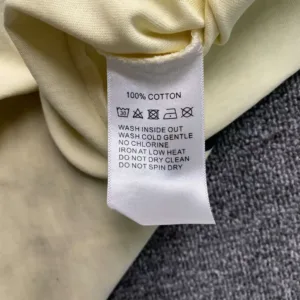 100% COTTON
WASH INSIDE OUT
WASH COLD GENTLE
NO CHLORINE
IRON AT LOW HEAT
DO NOT DRY CLEAN
DO NOT SPIN DRY